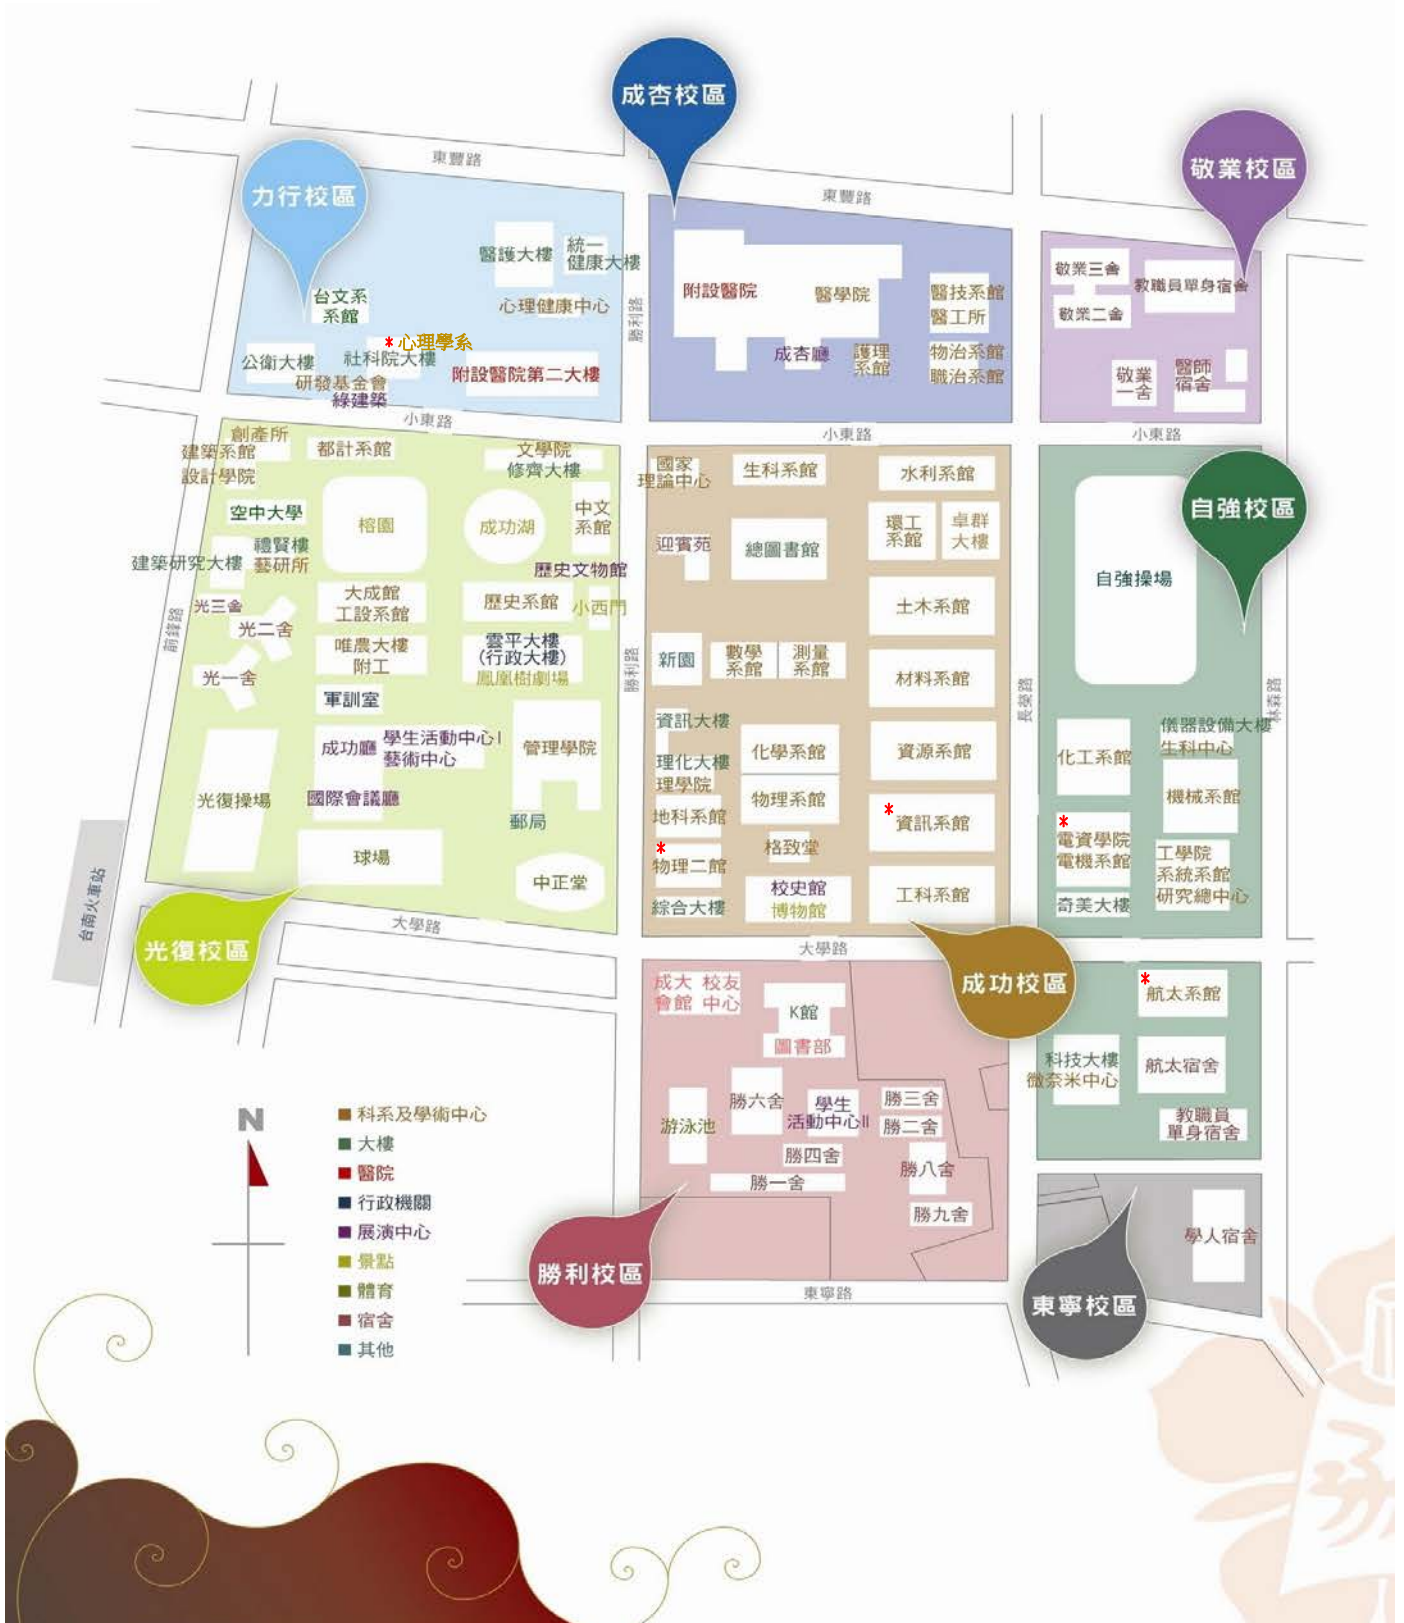 成杏校區
敬業校區
力行校區
東豐路
東豐路
醫護大樓
統一
健康大樓
心理健康中心
台文系
系館
* 心理學系
公衛大樓
社科院大樓
研發基金會
綠建築
附設醫院第二大樓
小東路
勝利路
附設醫院
醫學院
醫技系館
醫工所
成杏廳
護理
系館
物治系館
職治系館
小東路
敬業三舍
敬業二舍
教職員單身宿舍
敬業
一舍
醫師
宿舍
小東路
創產所
建築系館
設計學院
都計系館
文學院
修齊大樓
空中大學
榕園
成功湖
中文
系館
禮賢樓
建築研究大樓
藝研所
歷史文物館
光三舍
光二舍
光一舍
大成館
工設系館
歷史系館
小西門
唯農大樓
附工
雲平大樓
(行政大樓)
鳳凰樹劇場
軍訓室
成功廳
學生活動中心I
藝術中心
管理學院
光復操場
國際會議廳
郵局
球場
中正堂
前鋒路
台南火車站
光復校區
大學路
勝利路
國家
理論中心
生科系館
水利系館
迎賓苑
總圖書館
環工
系館
卓群
大樓
土木系館
新園
數學
系館
測量
系館
材料系館
資訊大樓
理化大樓
理學院
化學系館
資源系館
地科系館
物理系館
*
資訊系館
*
物理二館
格致堂
綜合大樓
校史館
博物館
工科系館
大學路
成功校區
長榮路
自強校區
自強操場
林森路
化工系館
儀器設備大樓
生科中心
機械系館
*
電資學院
電機系館
工學院
系統系館
研究總中心
奇美大樓
*
航太系館
科技大樓
微奈米中心
航太宿舍
教職員
單身宿舍
成大
會館
校友
中心
K館
圖書部
勝六舍
學生
活動中心II
勝三舍
勝二舍
游泳池
勝四舍
勝八舍
勝一舍
勝九舍
勝利校區
東寧路
學人宿舍
東寧校區
N
科系及學術中心
大樓
醫院
行政機關
展演中心
景點
體育
宿舍
其他